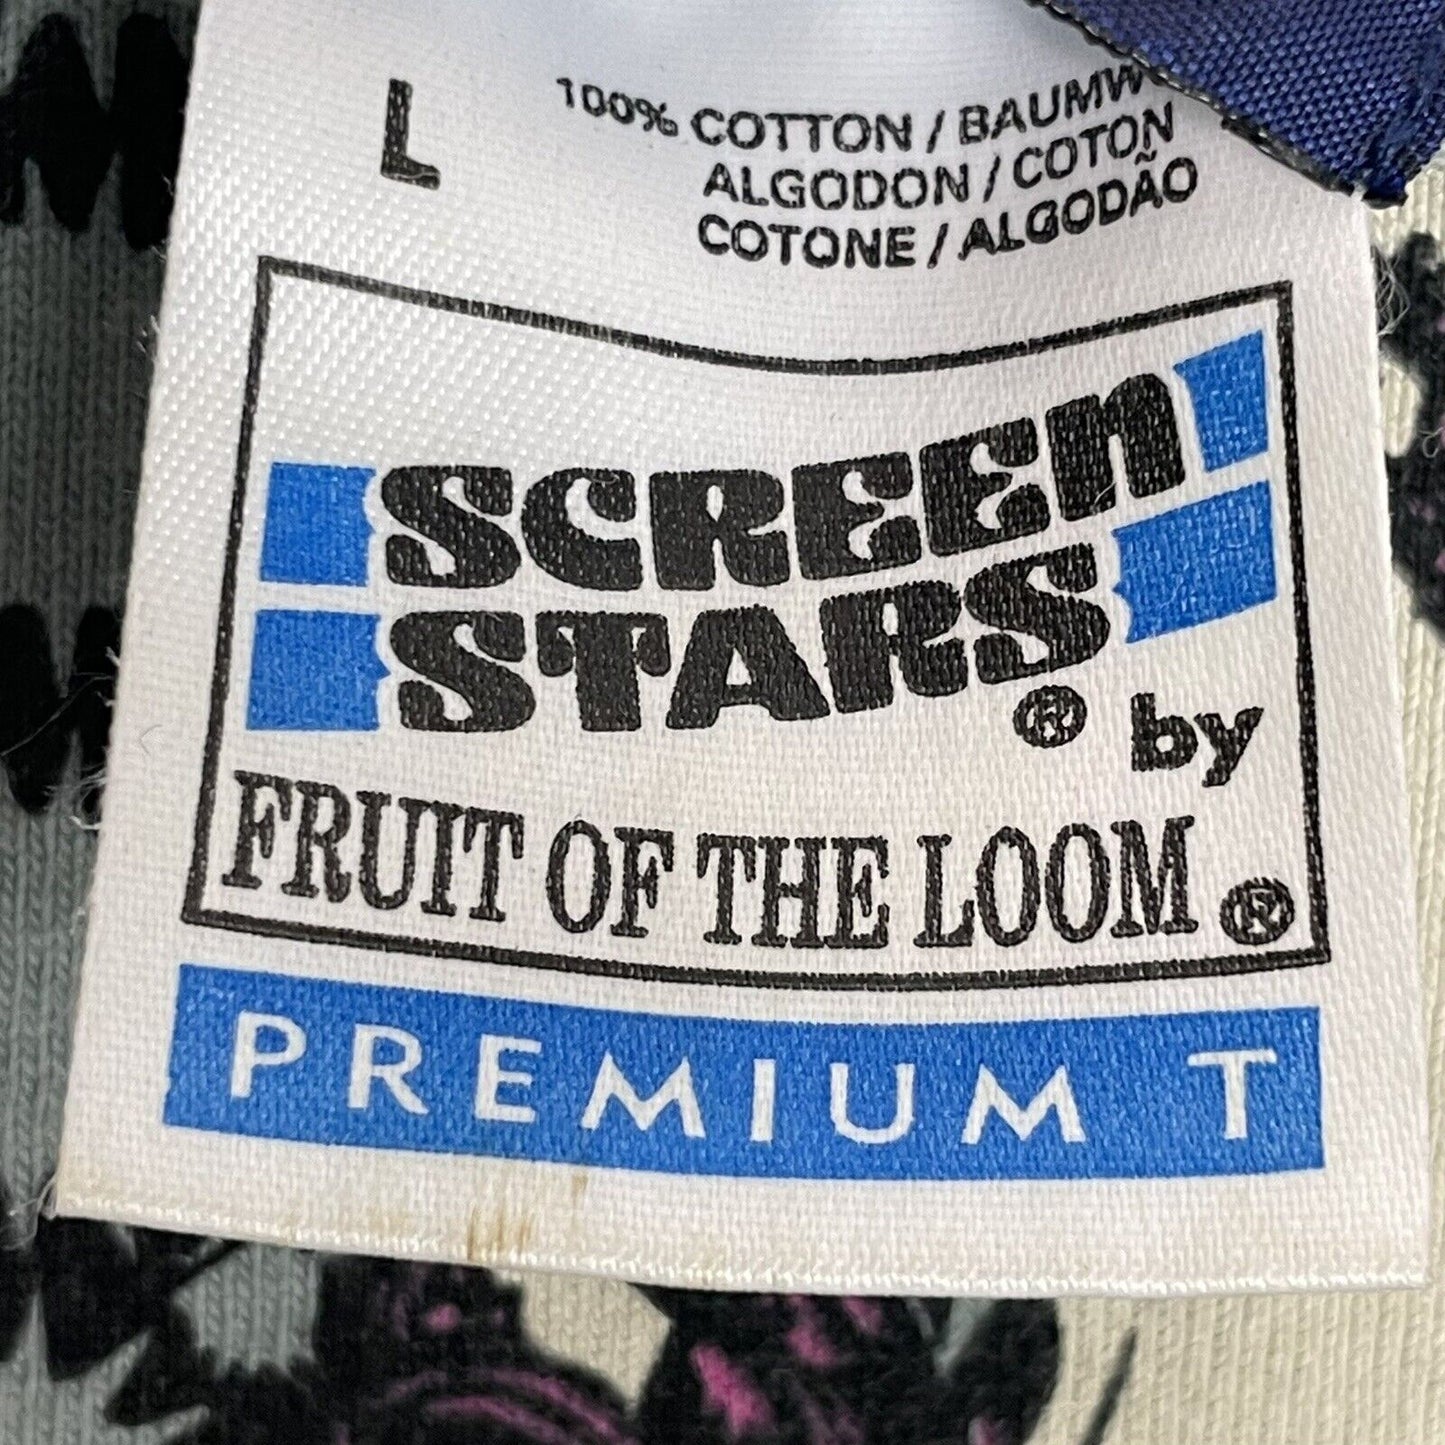 L
100% COTTON / BAUMW
ALGODON / COTON
COTONE / ALGODÃO
SCREEN
STARS® by
FRUIT OF THE LOOM®
PREMIUM T